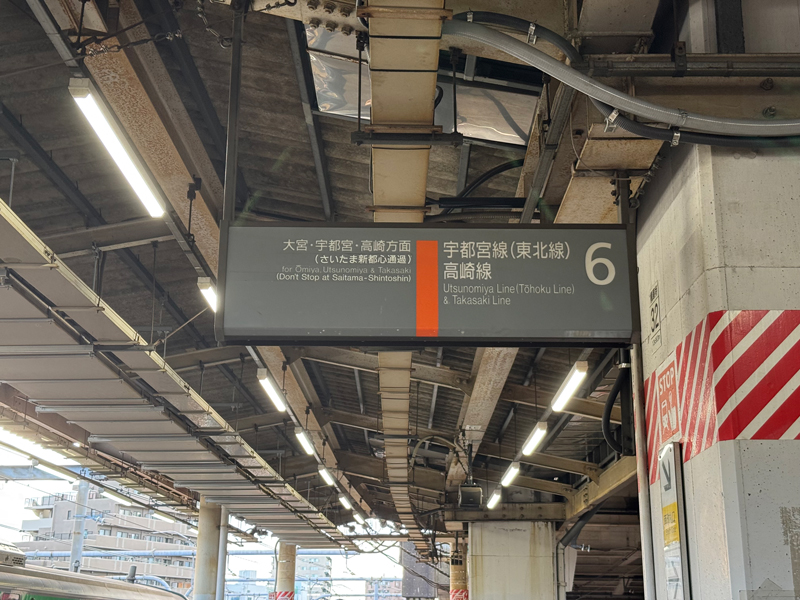 大宮・宇都宮・高崎方面
(さいたま新都心通過)
for Ōmiya, Utsunomiya & Takasaki
(Don't Stop at Saitama-Shintoshin)
宇都宮線(東北線)
高崎線
Utsunomiya Line (Tōhoku Line)
& Takasaki Line
6
32
STOP